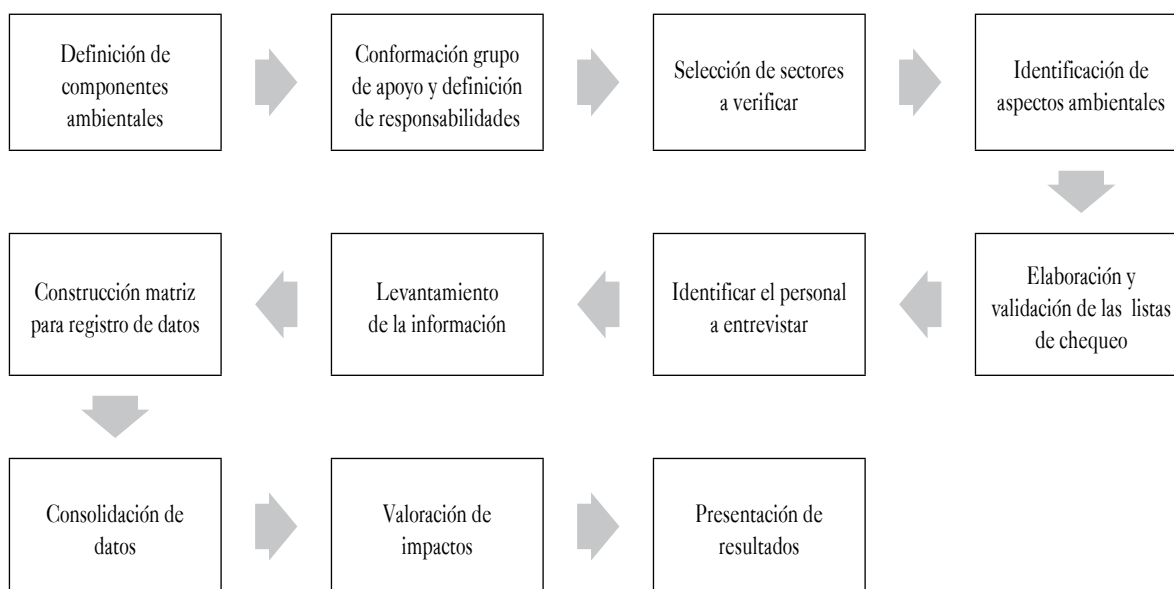 Definición de
componentes
ambientales
Conformación grupo
de apoyo y definición
de responsabilidades
Selección de sectores
a verificar
Identificación de
aspectos ambientales
Elaboración y
validación de las listas
de chequeo
Identificar el personal
a entrevistar
Levantamiento
de la información
Construcción matriz
para registro de datos
Consolidación de
datos
Valoración de
impactos
Presentación de
resultados